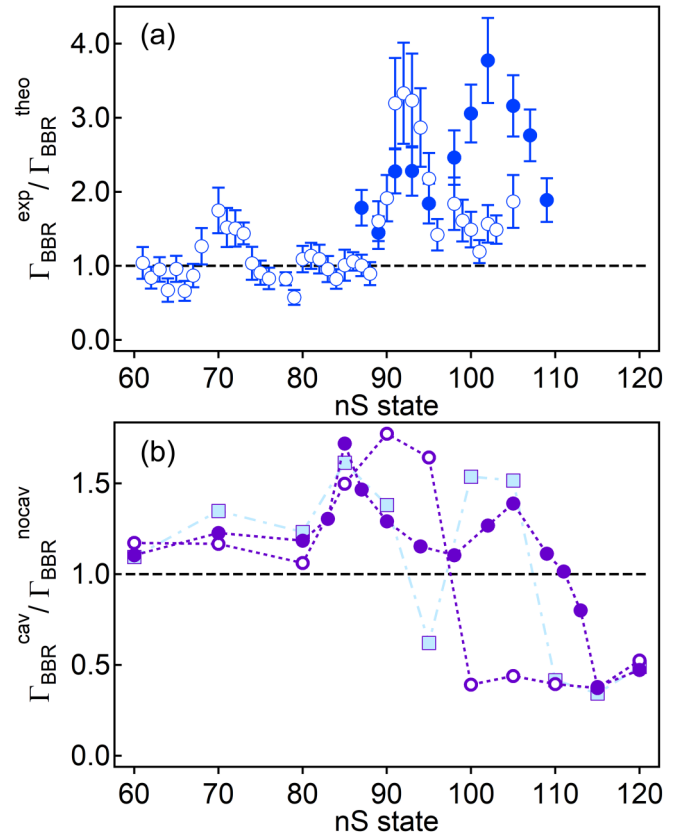 (a)
4.0
3.0
2.0
1.0
0.0
Γ_BBR^exp / Γ_BBR^theo
60 70 80 90 100 110 120
nS state
(b)
1.5
1.0
0.5
0.0
Γ_BBR^cav / Γ_BBR^nocav
60 70 80 90 100 110 120
nS state